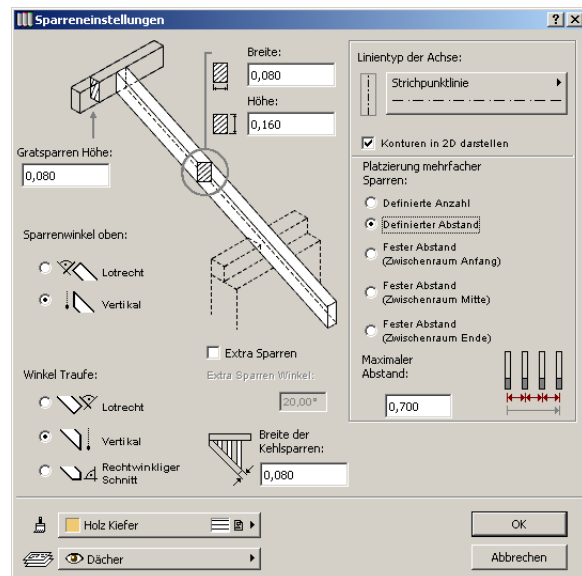 Sparreneinstellungen
Breite:
0,080
Höhe:
0,160
Gratsparren Höhe:
0,080
Sparrenwinkel oben:
Lotrecht
Vertikal
Extra Sparren
Extra Sparren Winkel:
20,00°
Winkel Traufe:
Lotrecht
Vertikal
Rechtwinkliger
Schnitt
Breite der
Kehlsparren:
0,080
Linientyp der Achse:
Strichpunktlinie
Konturen in 2D darstellen
Platzierung mehrfacher
Sparren:
Definierte Anzahl
Definierter Abstand
Fester Abstand
(Zwischenraum Anfang)
Fester Abstand
(Zwischenraum Mitte)
Fester Abstand
(Zwischenraum Ende)
Maximaler
Abstand:
0,700
Holz Kiefer
Dächer
OK
Abbrechen